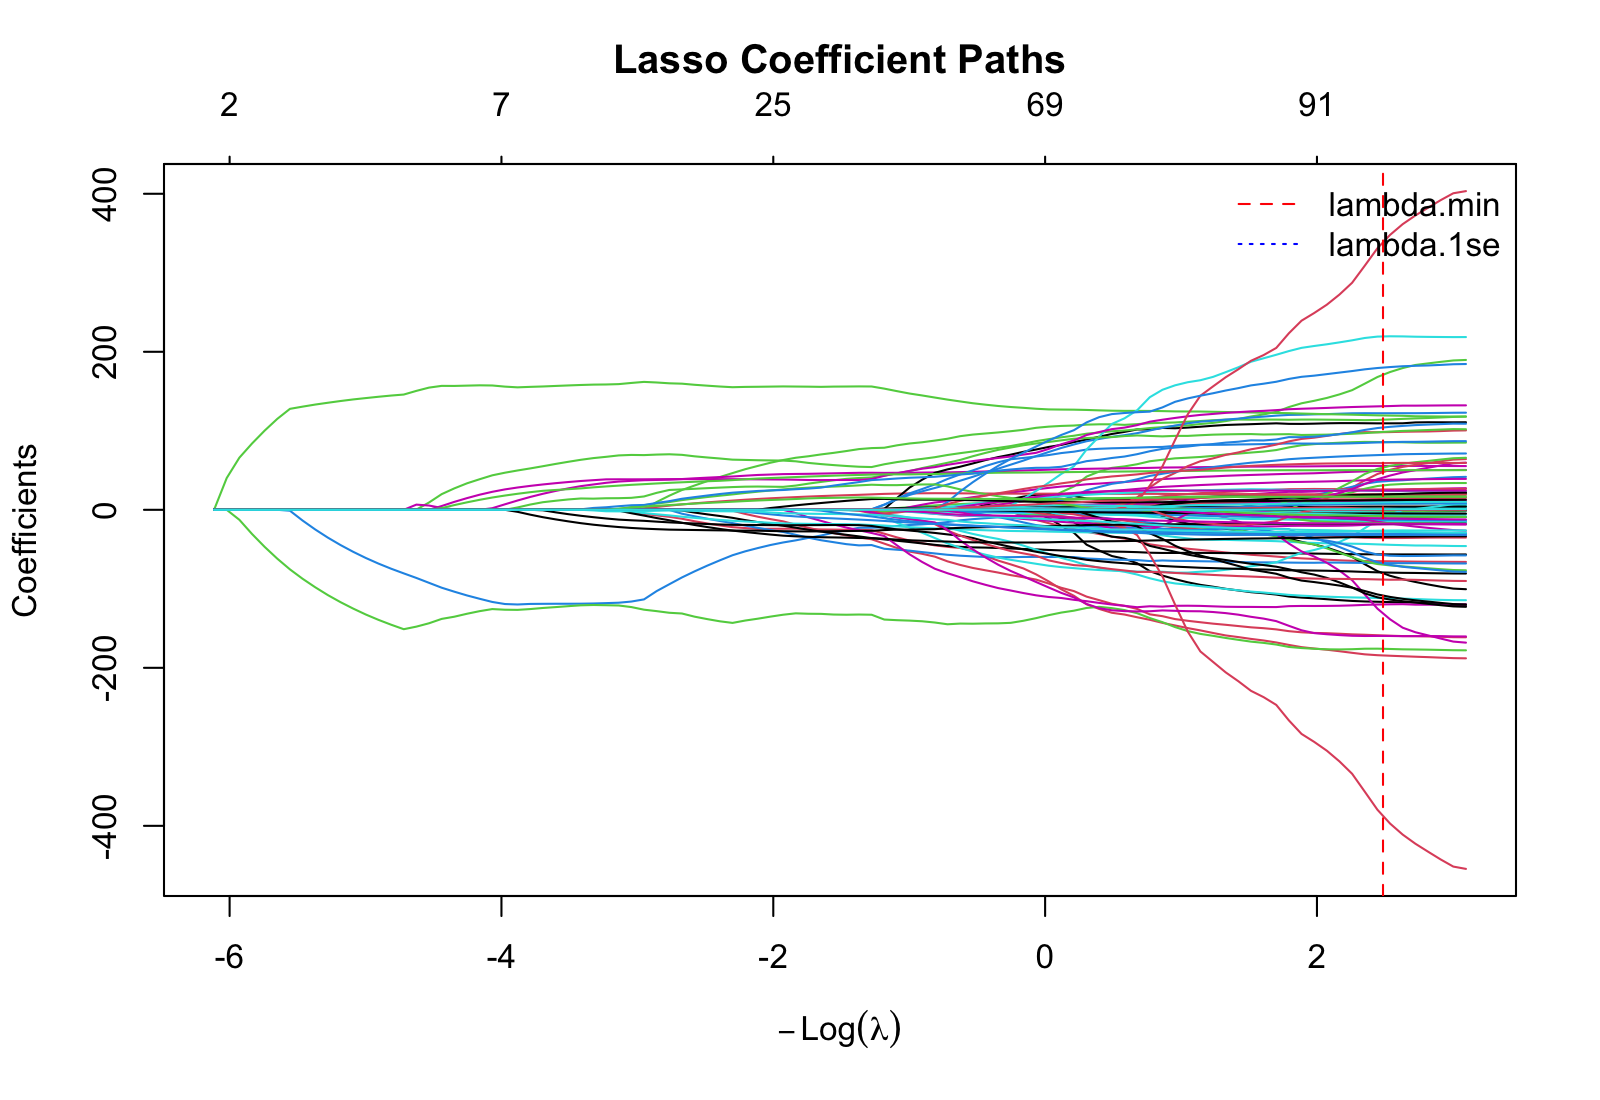 Lasso Coefficient Paths
2 7 25 69 91
400
200
0
-200
-400
Coefficients
lambda.min
lambda.1se
-6 -4 -2 0 2
−Log(λ)